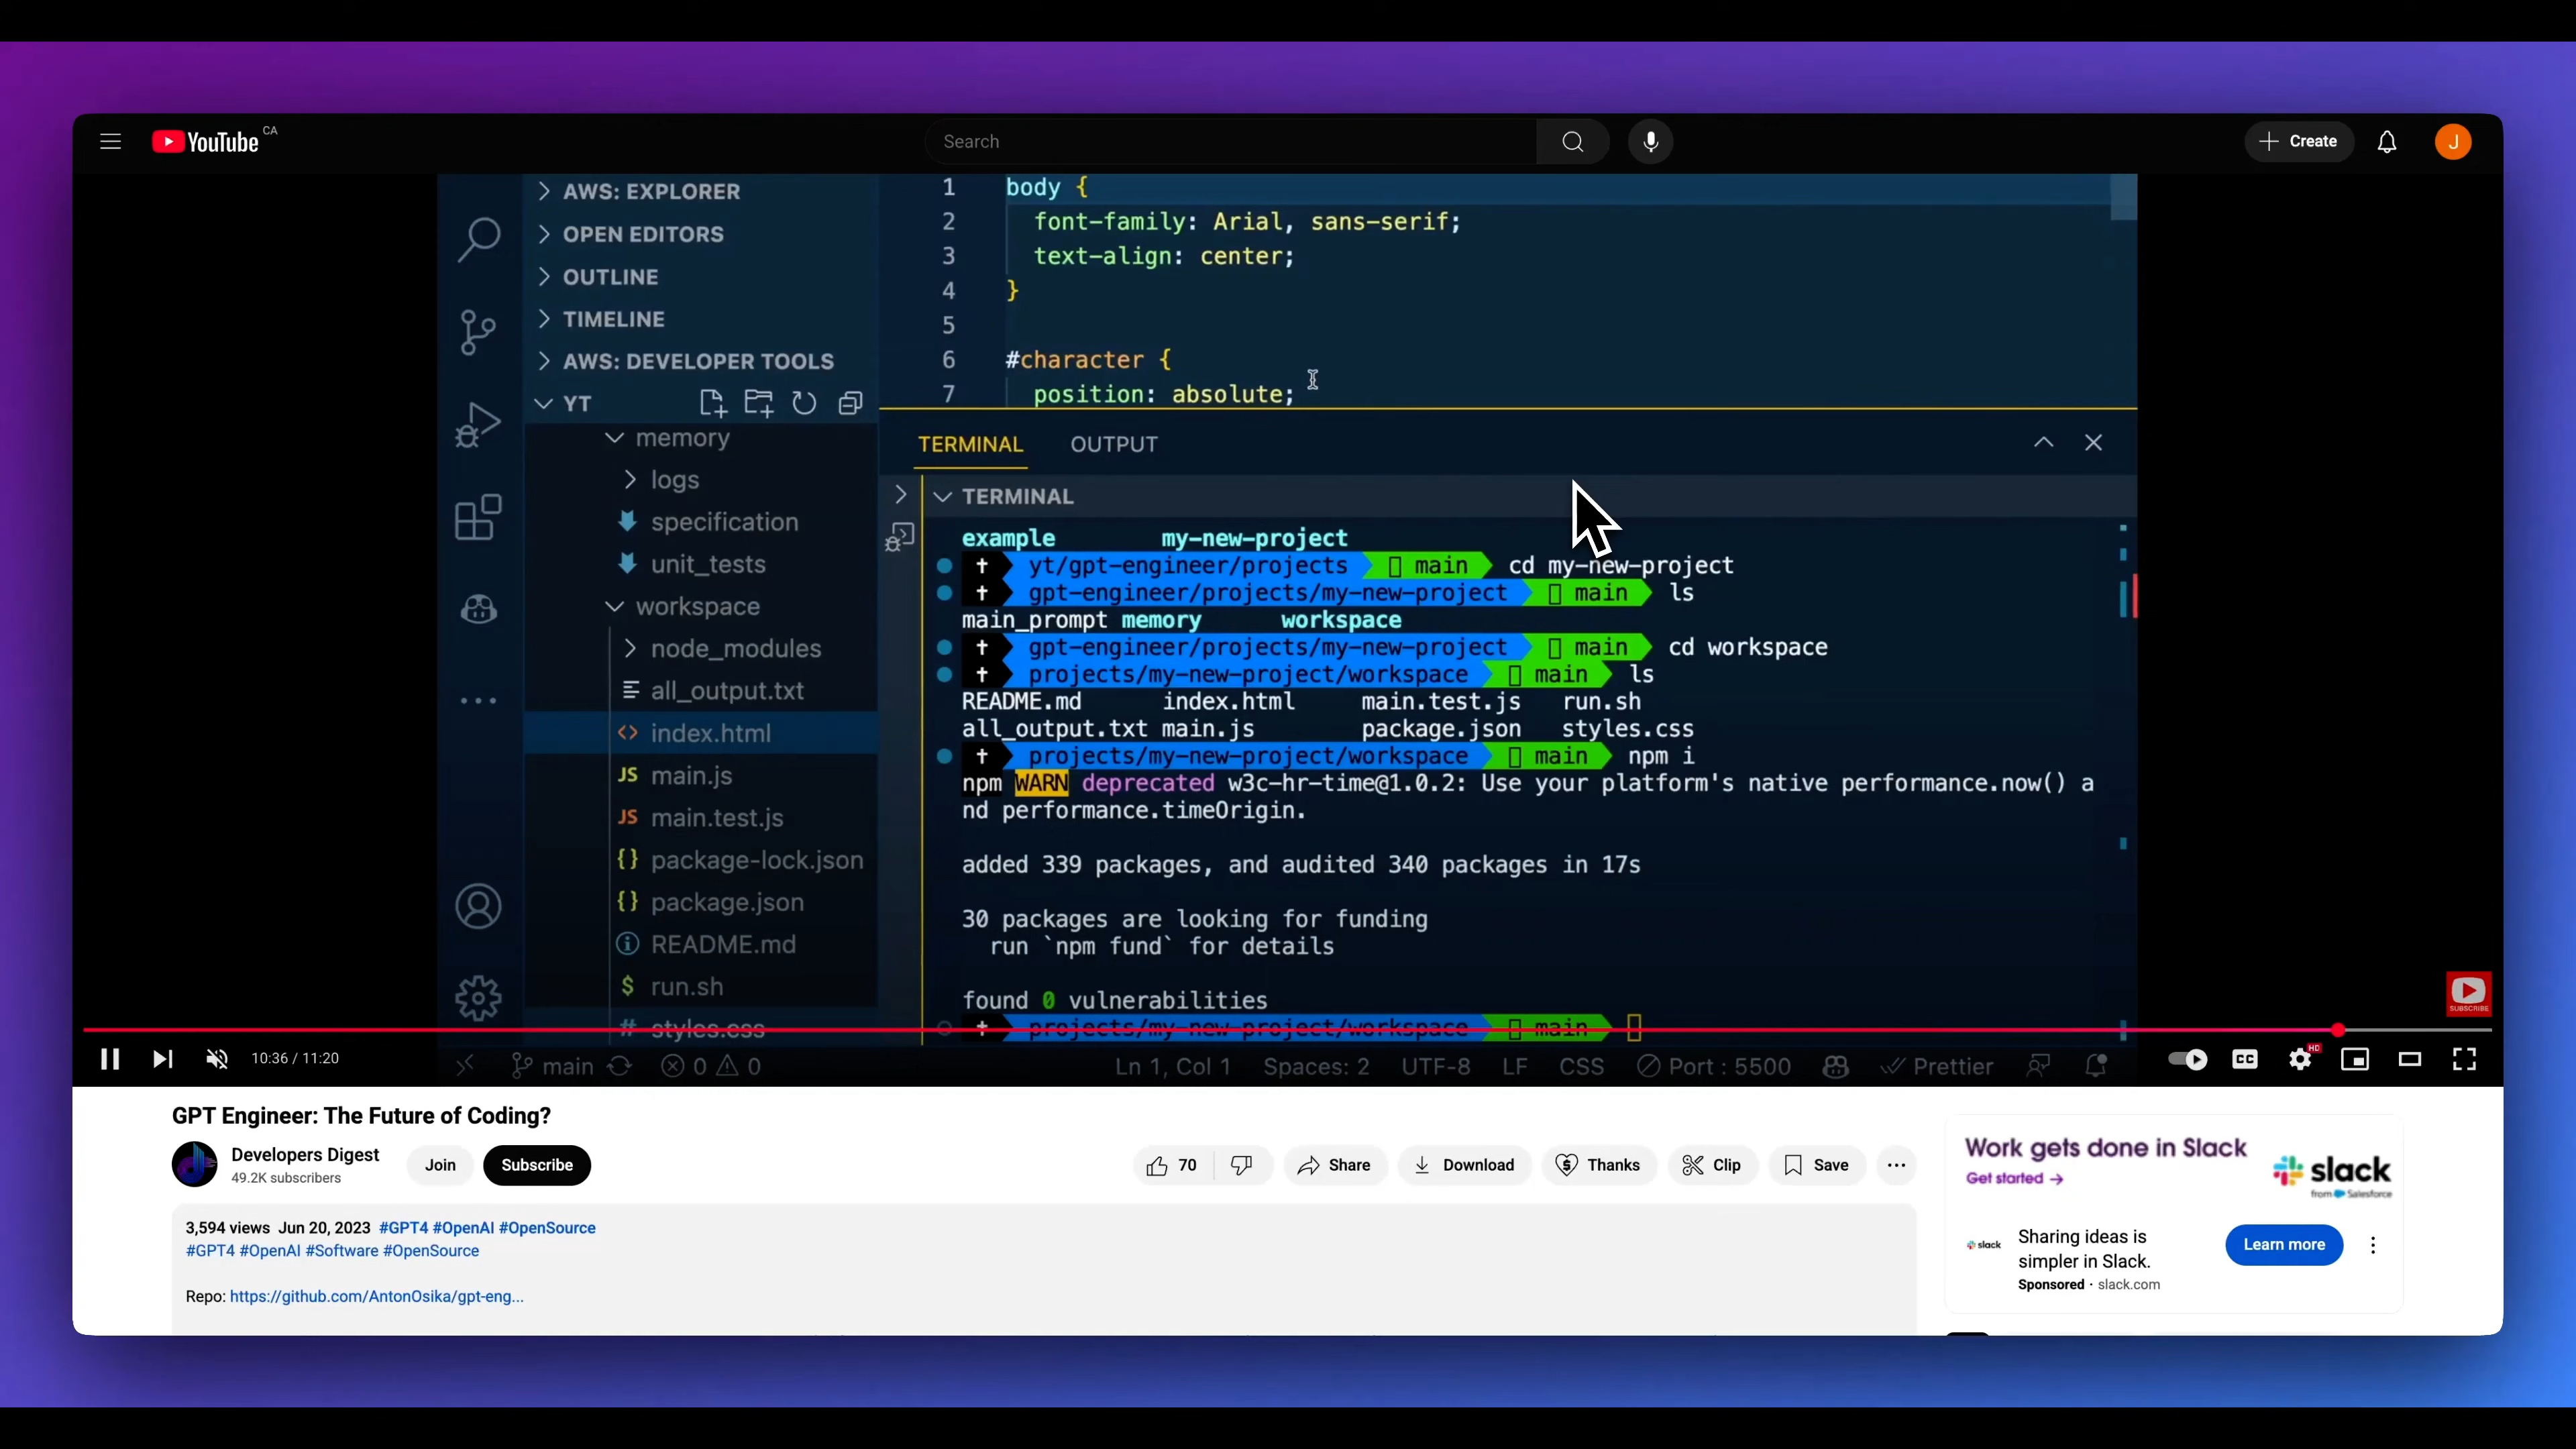 YouTube CA
Search
Create
J
AWS: EXPLORER
OPEN EDITORS
OUTLINE
TIMELINE
AWS: DEVELOPER TOOLS
YT
memory
logs
specification
unit_tests
workspace
node_modules
all_output.txt
index.html
JS main.js
JS main.test.js
{} package-lock.json
{} package.json
README.md
$ run.sh
# styles.css
1 body {
2 font-family: Arial, sans-serif;
3 text-align: center;
4 }
5
6 #character {
7 position: absolute;
TERMINAL OUTPUT
TERMINAL
example my-new-project
yt/gpt-engineer/projects main cd my-new-project
gpt-engineer/projects/my-new-project main ls
main_prompt memory workspace
gpt-engineer/projects/my-new-project main cd workspace
projects/my-new-project/workspace main ls
README.md index.html main.test.js run.sh
all_output.txt main.js package.json styles.css
projects/my-new-project/workspace main npm i
npm WARN deprecated w3c-hr-time@1.0.2: Use your platform's native performance.now() a
nd performance.timeOrigin.
added 339 packages, and audited 340 packages in 17s
30 packages are looking for funding
run `npm fund` for details
found 0 vulnerabilities
projects/my-new-project/workspace main
SUBSCRIBE
10:36 / 11:20
main 0 0 Ln 1, Col 1 Spaces: 2 UTF-8 LF CSS Port : 5500 Prettier
CC HD
GPT Engineer: The Future of Coding?
Developers Digest
49.2K subscribers
Join
Subscribe
70
Share
Download
Thanks
Clip
Save
3,594 views Jun 20, 2023 #GPT4 #OpenAI #OpenSource
#GPT4 #OpenAI #Software #OpenSource
Repo: https://github.com/AntonOsika/gpt-eng...
Work gets done in Slack
Get started →
slack
from Salesforce
slack
Sharing ideas is
simpler in Slack.
Sponsored · slack.com
Learn more